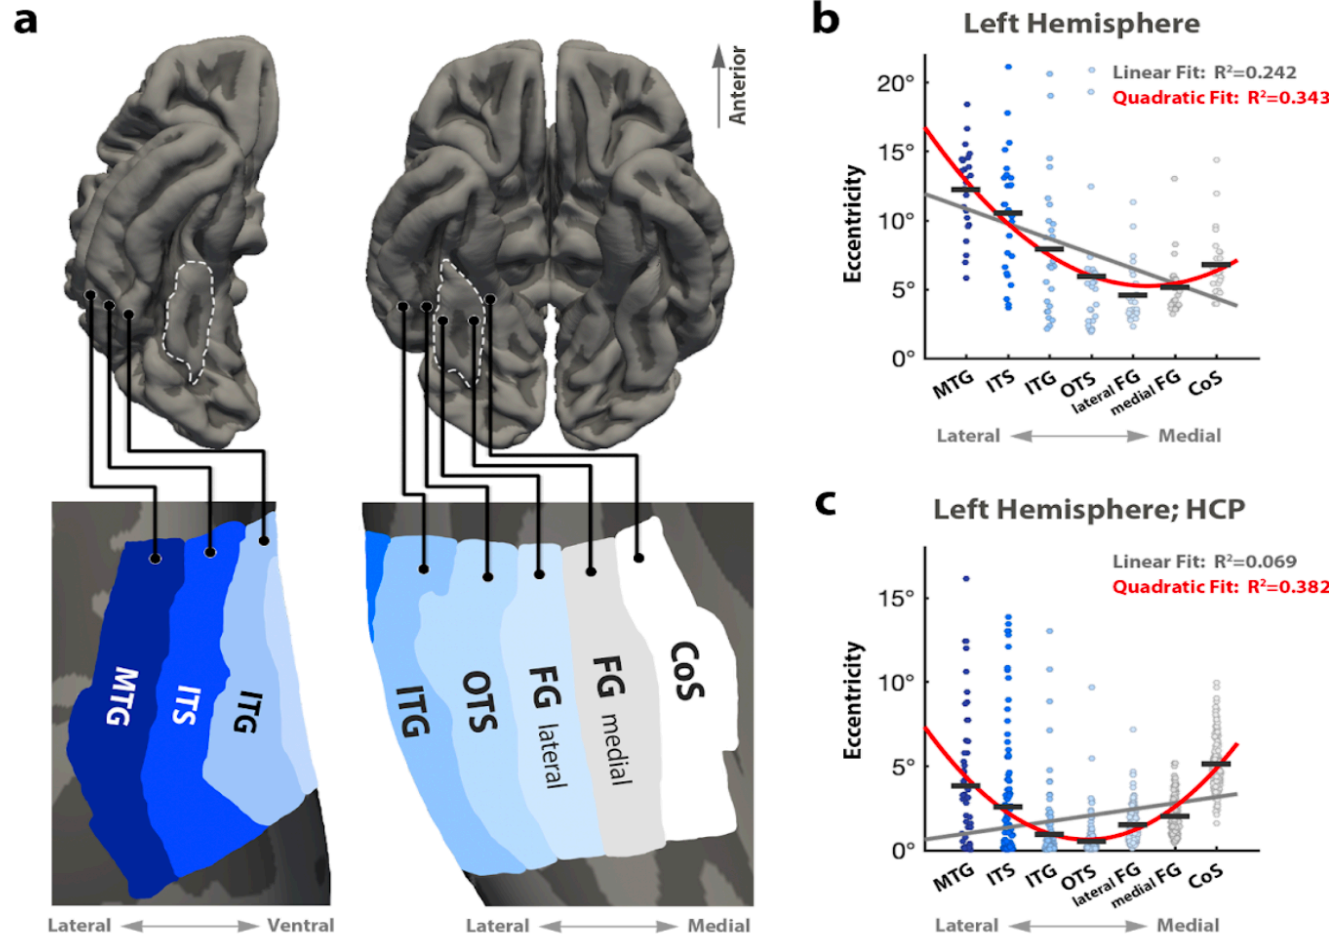 a
Anterior
MTG
ITS
ITG
ITG
OTS
FG lateral
FG medial
CoS
Lateral
Ventral
Lateral
Medial
b
Left Hemisphere
Linear Fit: R²=0.242
Quadratic Fit: R²=0.343
Eccentricity
20°
15°
10°
5°
0°
MTG
ITS
ITG
OTS
lateral FG
medial FG
CoS
Lateral
Medial
c
Left Hemisphere; HCP
Linear Fit: R²=0.069
Quadratic Fit: R²=0.382
Eccentricity
15°
10°
5°
0°
MTG
ITS
ITG
OTS
lateral FG
medial FG
CoS
Lateral
Medial